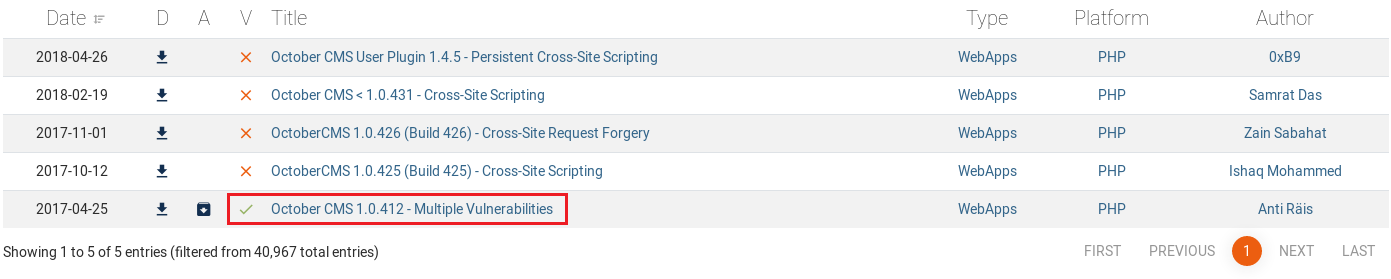 Date D A V Title Type Platform Author
2018-04-26 October CMS User Plugin 1.4.5 - Persistent Cross-Site Scripting WebApps PHP 0xB9
2018-02-19 October CMS < 1.0.431 - Cross-Site Scripting WebApps PHP Samrat Das
2017-11-01 OctoberCMS 1.0.426 (Build 426) - Cross-Site Request Forgery WebApps PHP Zain Sabahat
2017-10-12 OctoberCMS 1.0.425 (Build 425) - Cross-Site Scripting WebApps PHP Ishaq Mohammed
2017-04-25 October CMS 1.0.412 - Multiple Vulnerabilities WebApps PHP Anti Räis
Showing 1 to 5 of 5 entries (filtered from 40,967 total entries) FIRST PREVIOUS 1 NEXT LAST